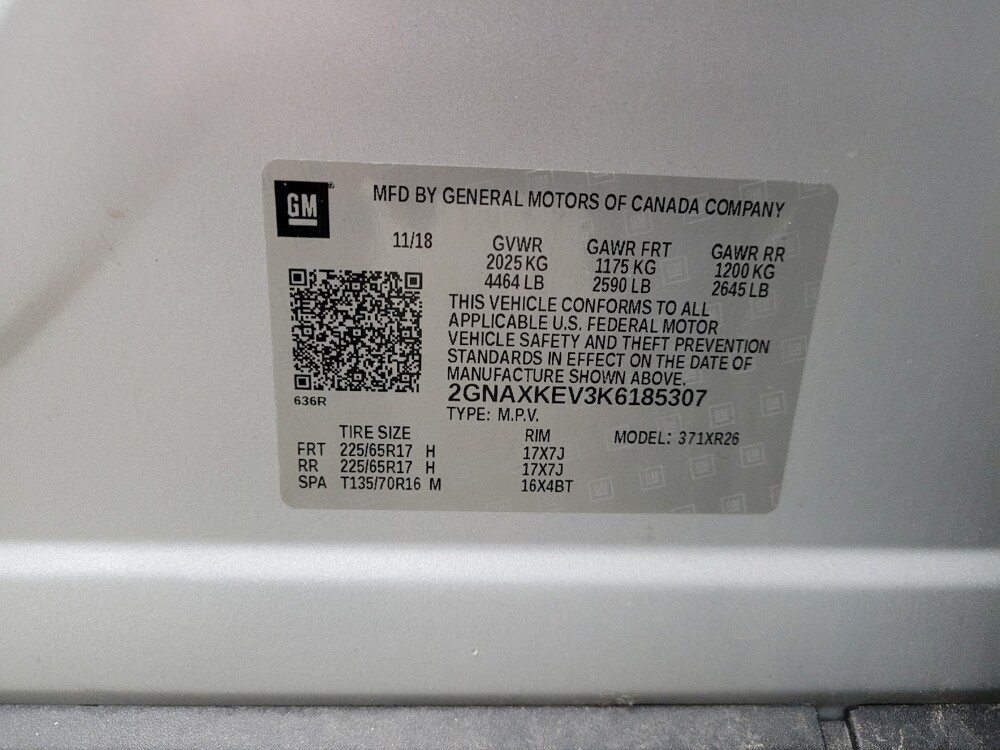 GM
MFD BY GENERAL MOTORS OF CANADA COMPANY
11/18 GVWR GAWR FRT GAWR RR
2025 KG 1175 KG 1200 KG
4464 LB 2590 LB 2645 LB
THIS VEHICLE CONFORMS TO ALL
APPLICABLE U.S. FEDERAL MOTOR
VEHICLE SAFETY AND THEFT PREVENTION
STANDARDS IN EFFECT ON THE DATE OF
MANUFACTURE SHOWN ABOVE.
636R
2GNAXKEV3K6185307
TYPE: M.P.V.
TIRE SIZE RIM MODEL: 371XR26
FRT 225/65R17 H 17X7J
RR 225/65R17 H 17X7J
SPA T135/70R16 M 16X4BT